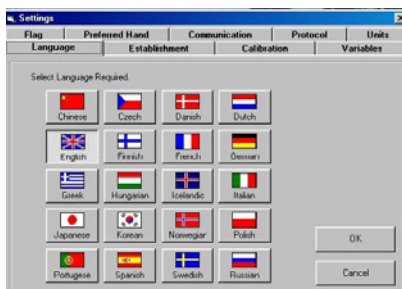 Settings
Flag Preferred Hand Communication Protocol Units
Language Establishment Calibration Variables
Select Language Required.
Chinese Czech Danish Dutch
English Finnish French German
Greek Hungarian Icelandic Italian
Japanese Korean Norwegian Polish
OK
Portugese Spanish Swedish Russian
Cancel